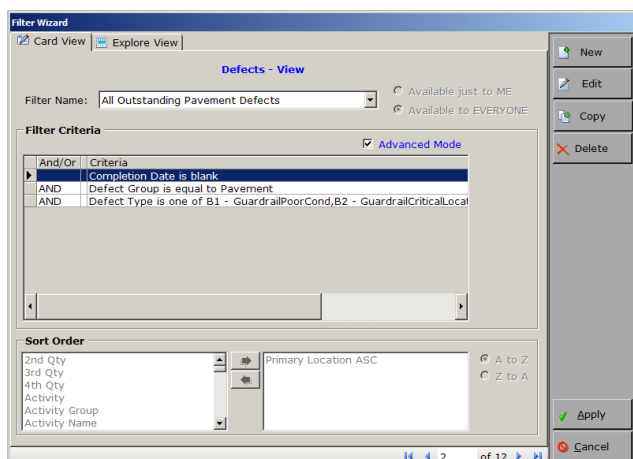 Filter Wizard
Card View
Explore View
Defects - View
Filter Name:
All Outstanding Pavement Defects
Available just to ME
Available to EVERYONE
Filter Criteria
Advanced Mode
And/Or Criteria
Completion Date is blank
AND Defect Group is equal to Pavement
AND Defect Type is one of B1 - GuardrailPoorCond,B2 - GuardrailCriticalLocat
Sort Order
2nd Qty
3rd Qty
4th Qty
Activity
Activity Group
Activity Name
Primary Location ASC
A to Z
Z to A
2 of 12
New
Edit
Copy
Delete
Apply
Cancel